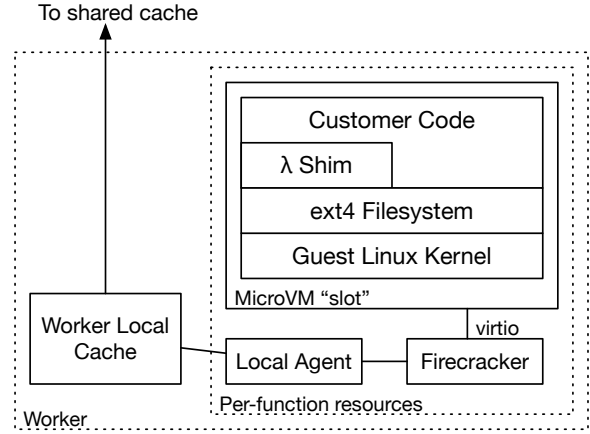 To shared cache
Customer Code
λ Shim
ext4 Filesystem
Guest Linux Kernel
MicroVM “slot”
virtio
Worker Local
Cache
Local Agent
Firecracker
Per-function resources
Worker